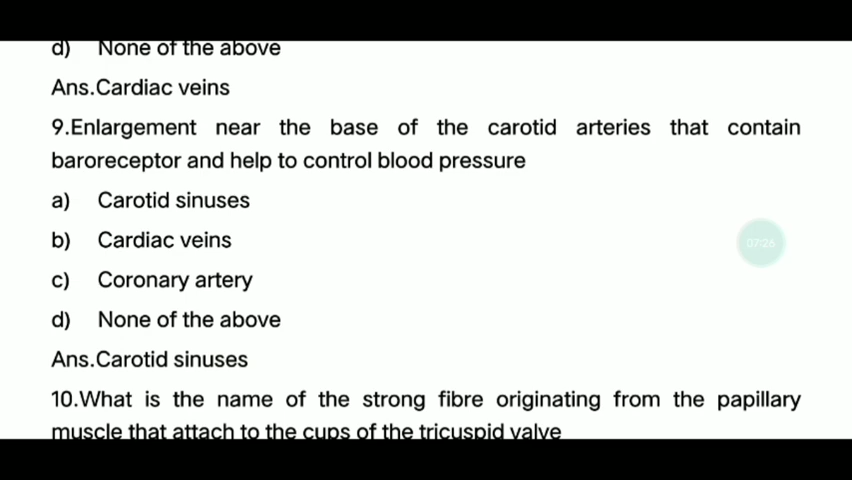 d) None of the above
Ans.Cardiac veins
9.Enlargement near the base of the carotid arteries that contain
baroreceptor and help to control blood pressure
a) Carotid sinuses
b) Cardiac veins
c) Coronary artery
d) None of the above
Ans.Carotid sinuses
10.What is the name of the strong fibre originating from the papillary
muscle that attach to the cups of the tricuspid valve
07:26